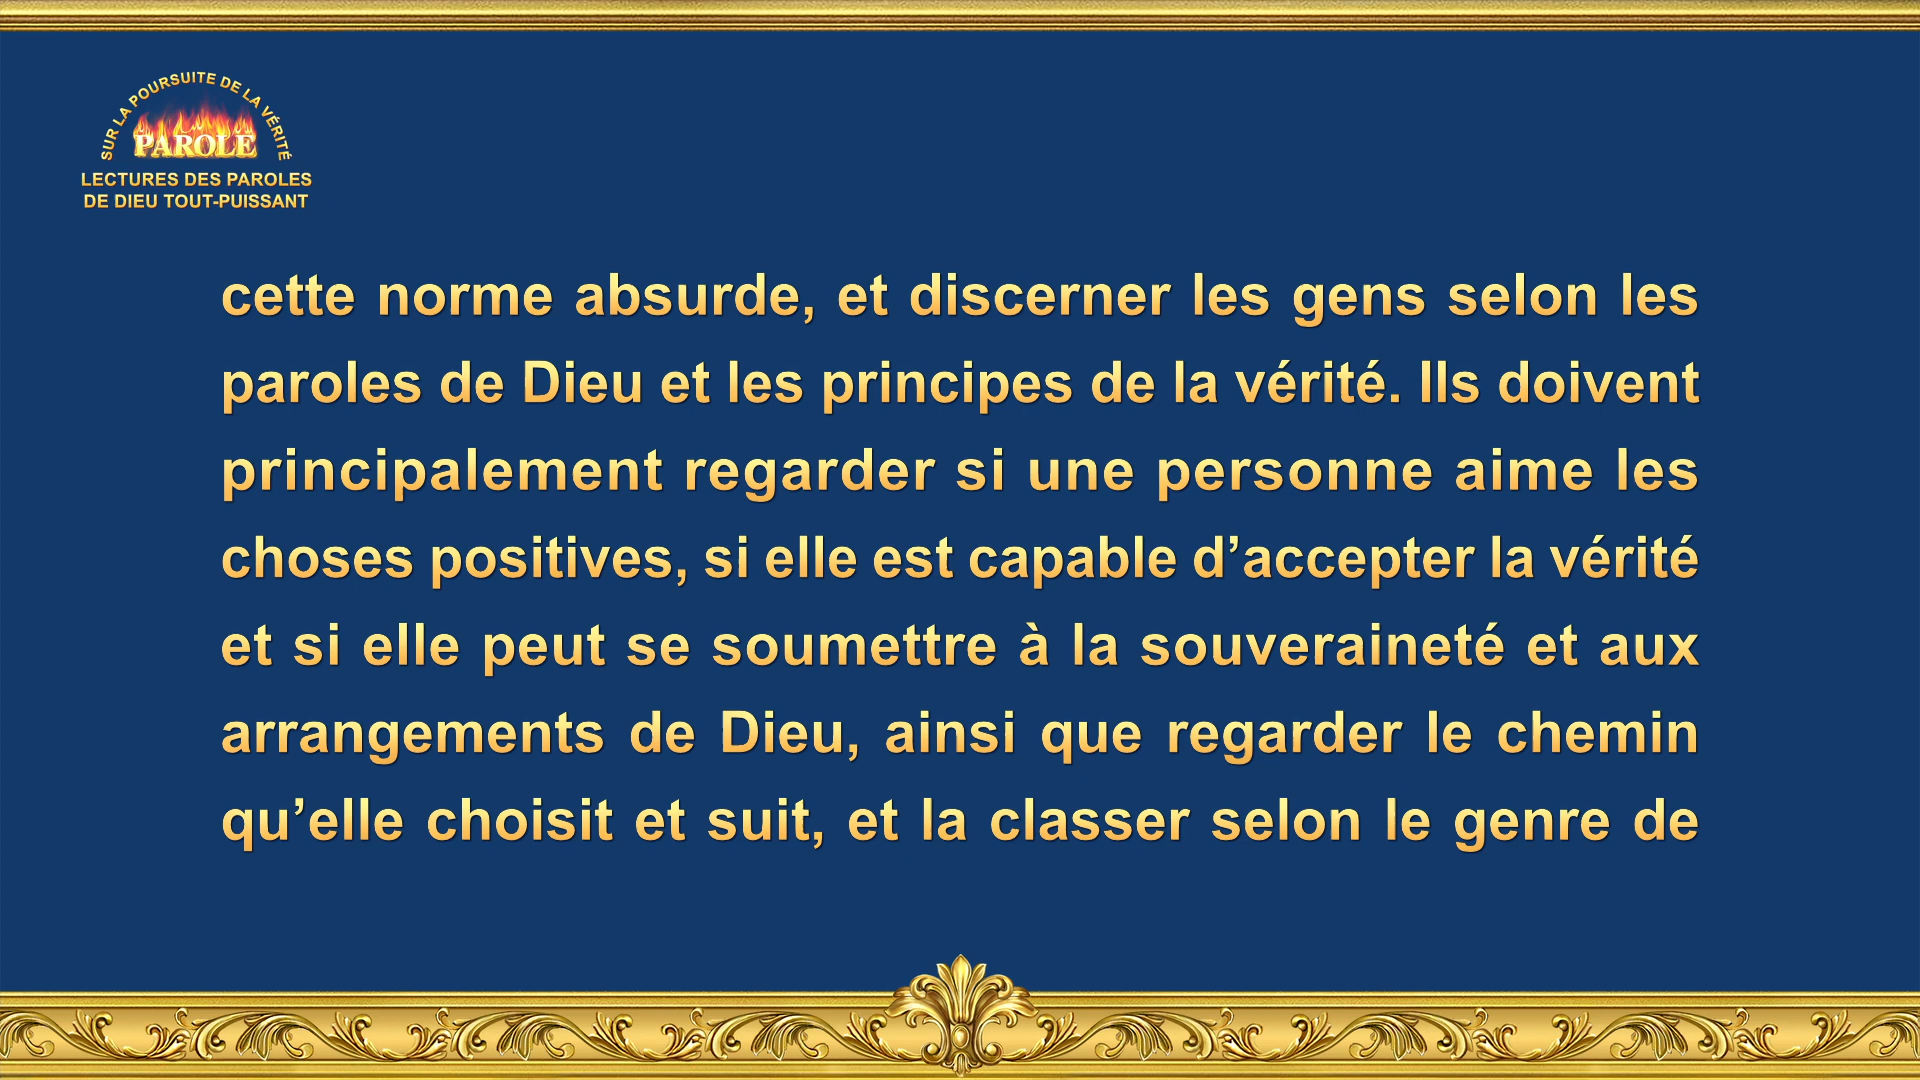 SUR LA POURSUITE DE LA VÉRITÉ
PAROLE
LECTURES DES PAROLES
DE DIEU TOUT-PUISSANT
cette norme absurde, et discerner les gens selon les
paroles de Dieu et les principes de la vérité. Ils doivent
principalement regarder si une personne aime les
choses positives, si elle est capable d’accepter la vérité
et si elle peut se soumettre à la souveraineté et aux
arrangements de Dieu, ainsi que regarder le chemin
qu’elle choisit et suit, et la classer selon le genre de